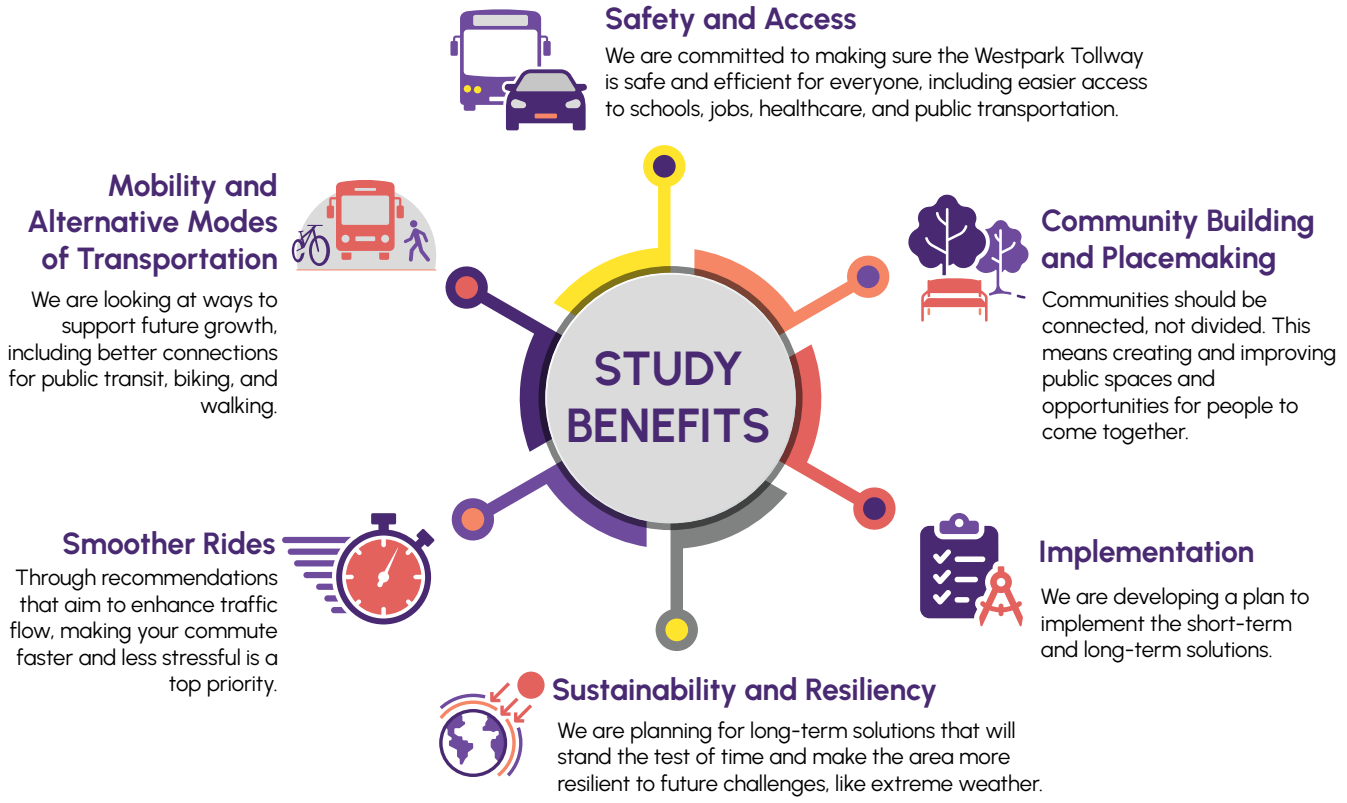 Safety and Access
We are committed to making sure the Westpark Tollway
is safe and efficient for everyone, including easier access
to schools, jobs, healthcare, and public transportation.
Mobility and
Alternative Modes
of Transportation
We are looking at ways to
support future growth,
including better connections
for public transit, biking, and
walking.
Community Building
and Placemaking
Communities should be
connected, not divided. This
means creating and improving
public spaces and
opportunities for people to
come together.
STUDY
BENEFITS
Smoother Rides
Through recommendations
that aim to enhance traffic
flow, making your commute
faster and less stressful is a
top priority.
Implementation
We are developing a plan to
implement the short-term
and long-term solutions.
Sustainability and Resiliency
We are planning for long-term solutions that will
stand the test of time and make the area more
resilient to future challenges, like extreme weather.